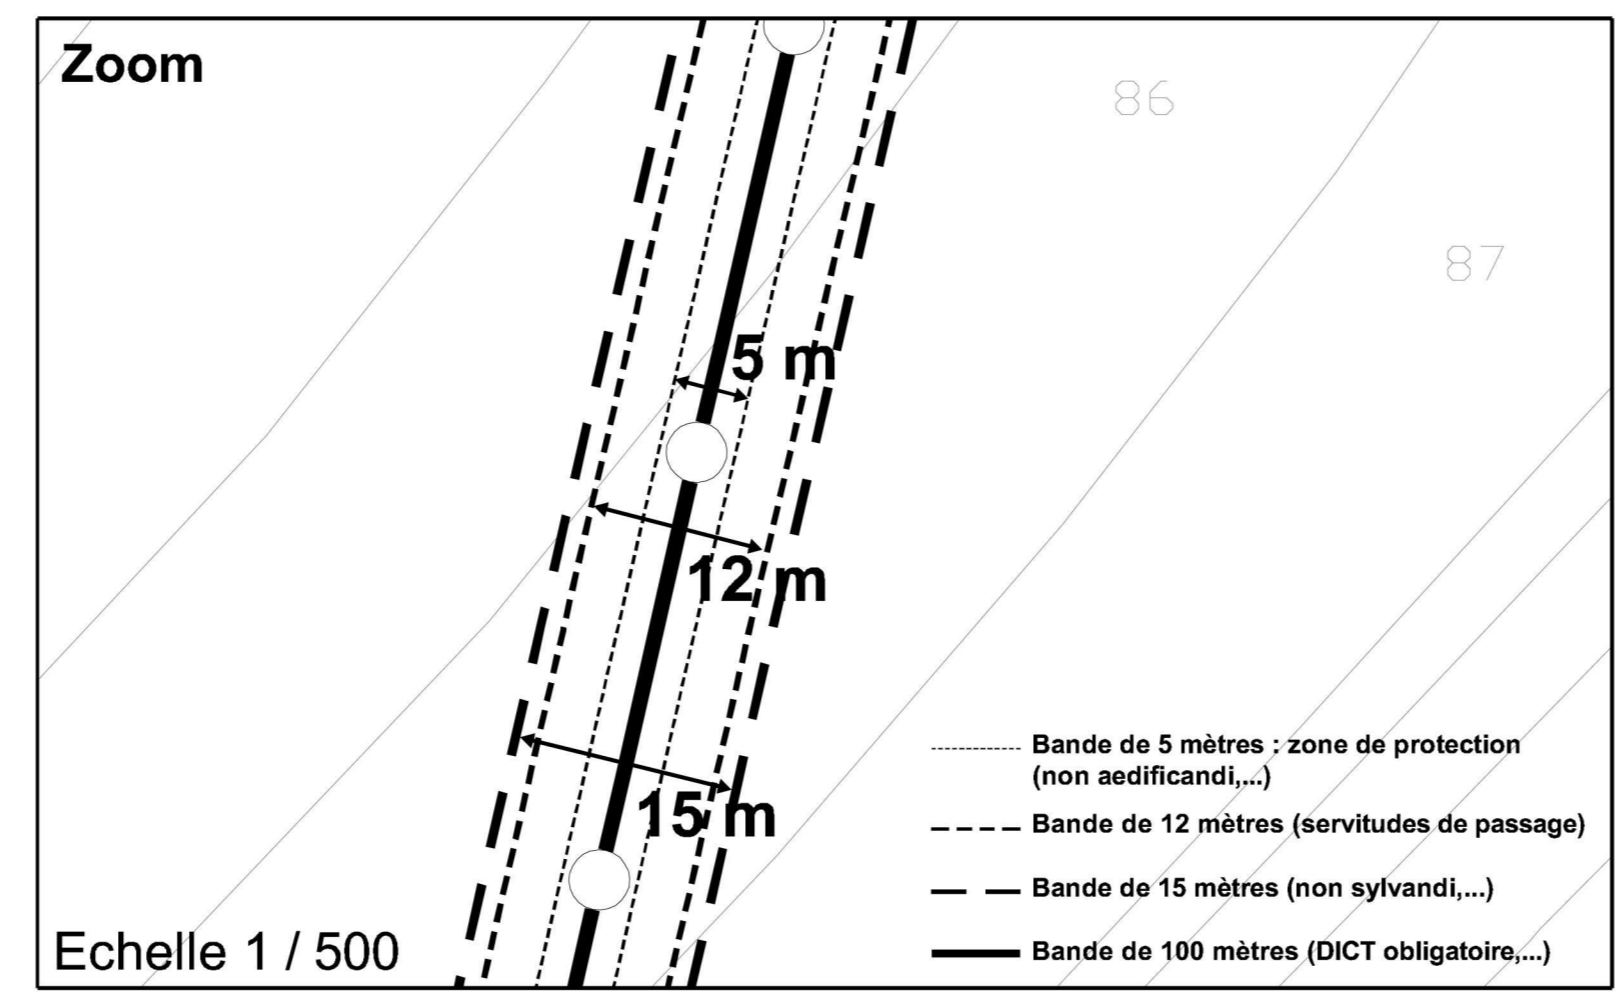 Zoom
86
87
5 m
12 m
15 m
Bande de 5 mètres : zone de protection
(non aedificandi,...)
Bande de 12 mètres (servitudes de passage)
Bande de 15 mètres (non sylvandi,...)
Bande de 100 mètres (DICT obligatoire,...)
Echelle 1 / 500